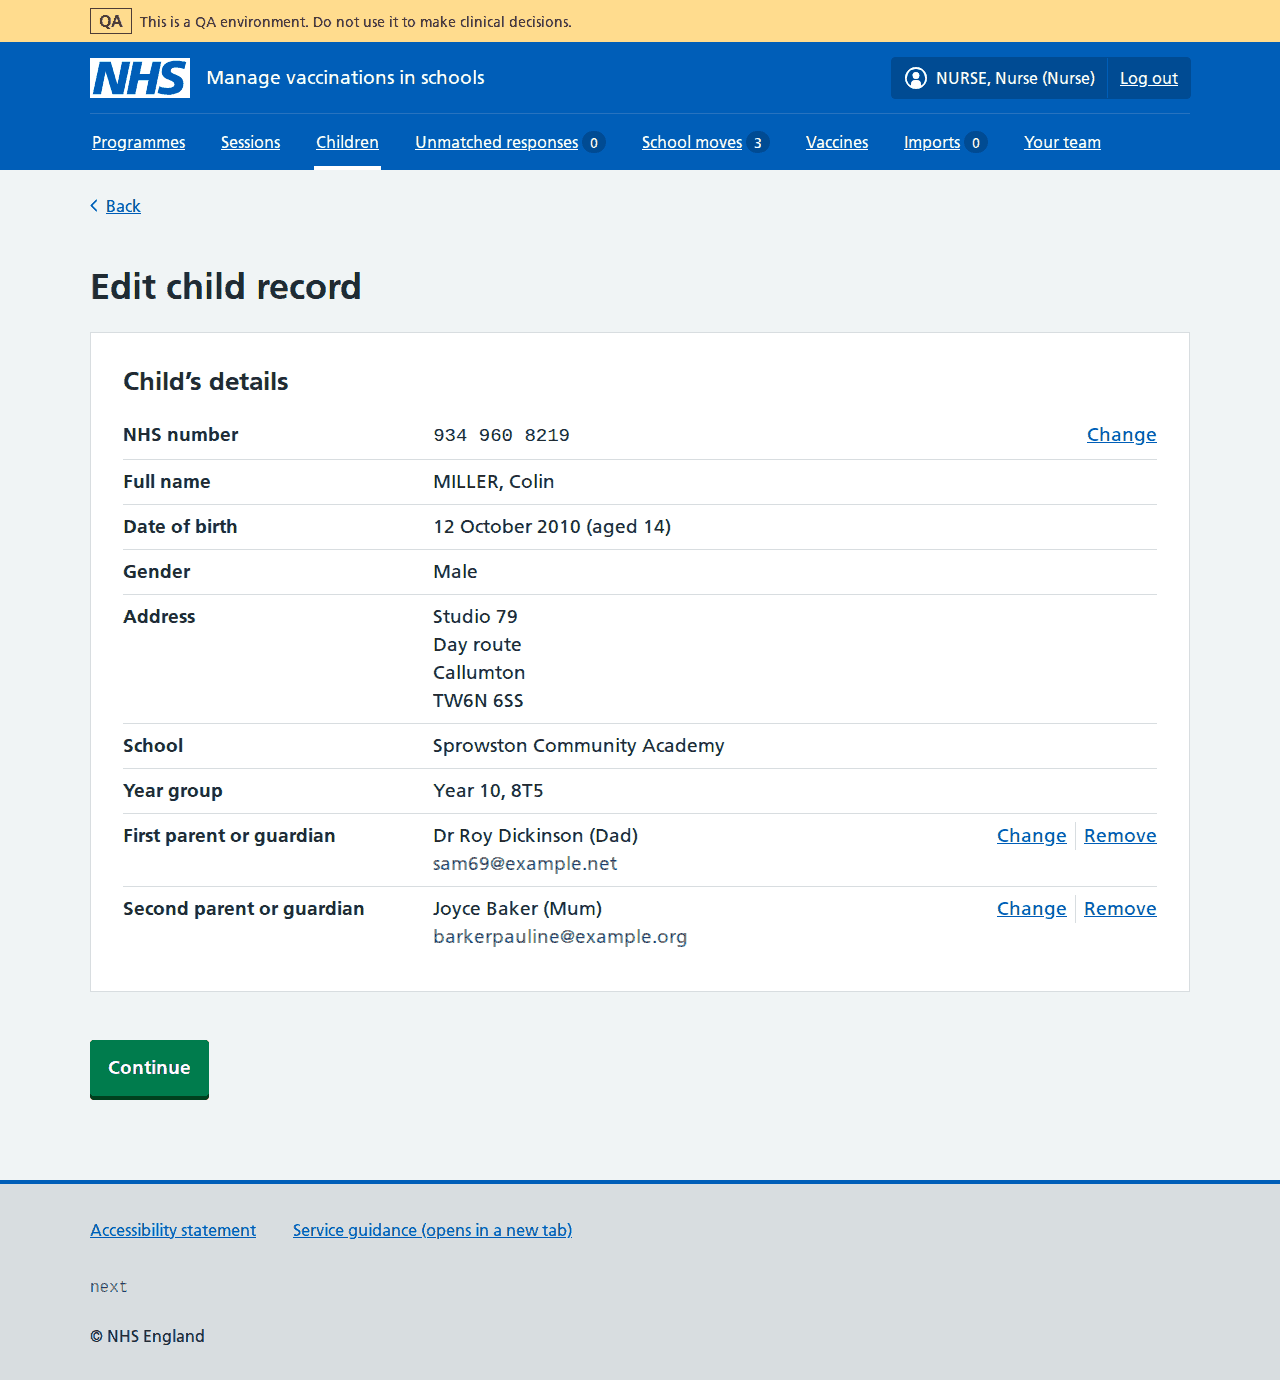 QA This is a QA environment. Do not use it to make clinical decisions.
NHS Manage vaccinations in schools NURSE, Nurse (Nurse) Log out
Programmes Sessions Children Unmatched responses 0 School moves 3 Vaccines Imports 0 Your team
Back
Edit child record
Child’s details
NHS number 934 960 8219 Change
Full name MILLER, Colin
Date of birth 12 October 2010 (aged 14)
Gender Male
Address Studio 79
Day route
Callumton
TW6N 6SS
School Sprowston Community Academy
Year group Year 10, 8T5
First parent or guardian Dr Roy Dickinson (Dad) Change Remove
sam69@example.net
Second parent or guardian Joyce Baker (Mum) Change Remove
barkerpauline@example.org
Continue
Accessibility statement Service guidance (opens in a new tab)
next
© NHS England